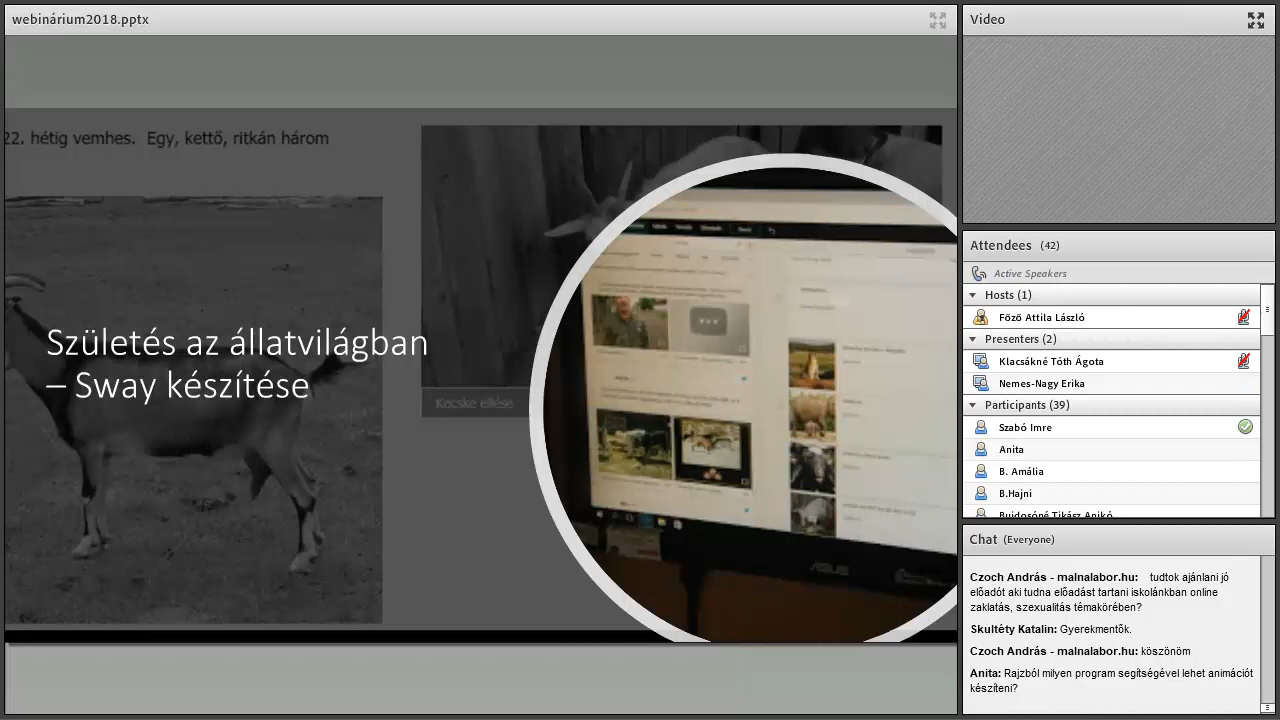 webinárium2018.pptx
22. hétig vemhes. Egy, kettő, ritkán három
Születés az állatvilágban
– Sway készítése
Kecske ellése
ASUS
Video
Attendees (42)
Active Speakers
Hosts (1)
Főző Attila László
Presenters (2)
Klacsákné Tóth Ágota
Nemes-Nagy Erika
Participants (39)
Szabó Imre
Anita
B. Amália
B.Hajni
Bujdosóné Tikász Anikó
Chat (Everyone)
Czoch András - malnalabor.hu: tudtok ajánlani jó
előadót aki tudna előadást tartani iskolánkban online
zaklatás, szexualitás témakörében?
Skultéty Katalin: Gyerekmentők.
Czoch András - malnalabor.hu: köszönöm
Anita: Rajzból milyen program segítségével lehet animációt
készíteni?